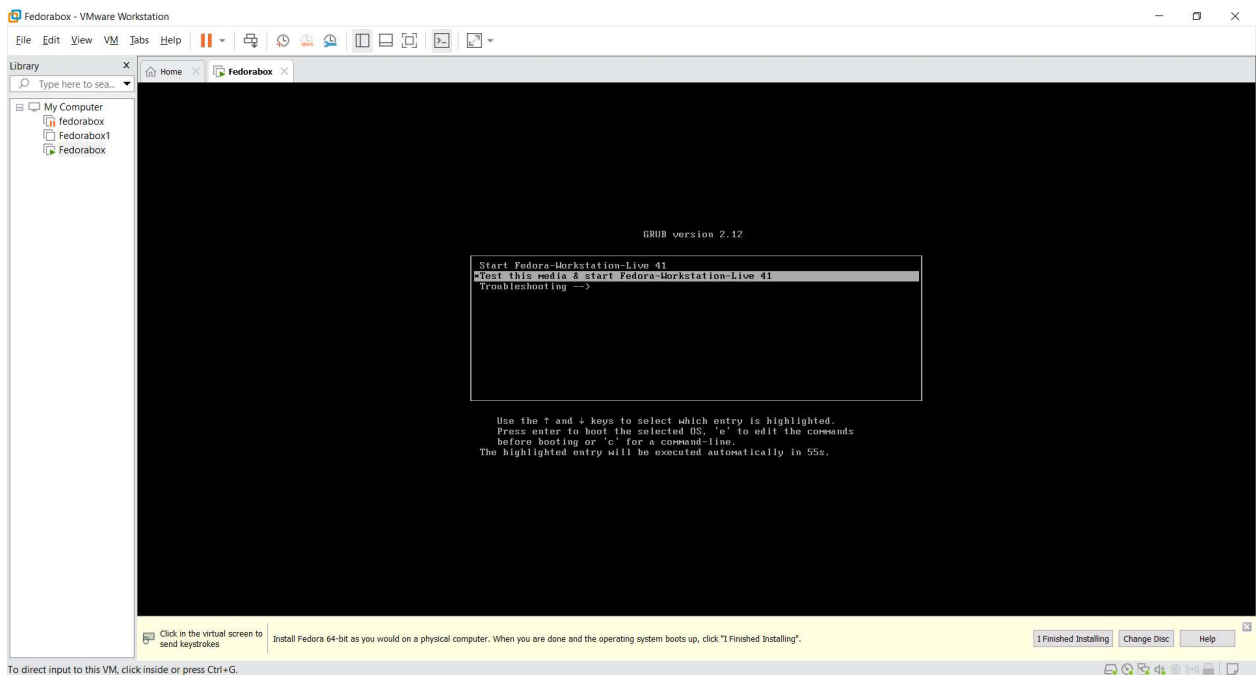 Fedorabox - VMware Workstation
File Edit View VM Tabs Help
Library
Type here to sea...
My Computer
fedorabox
Fedorabox1
Fedorabox
Home
Fedorabox
GRUB version 2.12
Start Fedora-Workstation-Live 41
*Test this media & start Fedora-Workstation-Live 41
Troubleshooting -->
Use the ↑ and ↓ keys to select which entry is highlighted.
Press enter to boot the selected OS, 'e' to edit the commands
before booting or 'c' for a command-line.
The highlighted entry will be executed automatically in 55s.
Click in the virtual screen to
send keystrokes
Install Fedora 64-bit as you would on a physical computer. When you are done and the operating system boots up, click "I Finished Installing".
I Finished Installing Change Disc Help
To direct input to this VM, click inside or press Ctrl+G.